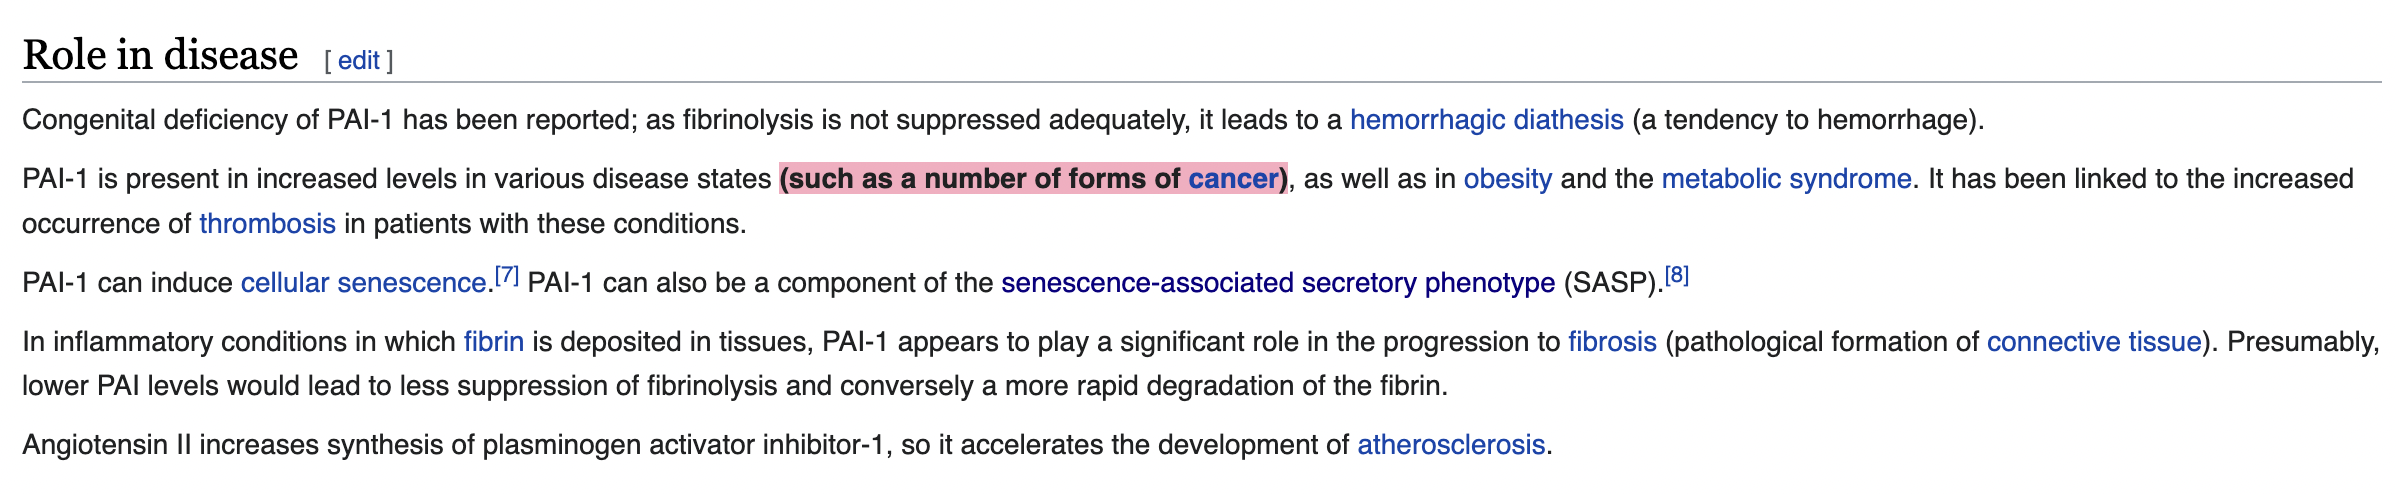 Role in disease [ edit ]
Congenital deficiency of PAI-1 has been reported; as fibrinolysis is not suppressed adequately, it leads to a hemorrhagic diathesis (a tendency to hemorrhage).
PAI-1 is present in increased levels in various disease states (such as a number of forms of cancer), as well as in obesity and the metabolic syndrome. It has been linked to the increased
occurrence of thrombosis in patients with these conditions.
PAI-1 can induce cellular senescence.[7] PAI-1 can also be a component of the senescence-associated secretory phenotype (SASP).[8]
In inflammatory conditions in which fibrin is deposited in tissues, PAI-1 appears to play a significant role in the progression to fibrosis (pathological formation of connective tissue). Presumably,
lower PAI levels would lead to less suppression of fibrinolysis and conversely a more rapid degradation of the fibrin.
Angiotensin II increases synthesis of plasminogen activator inhibitor-1, so it accelerates the development of atherosclerosis.